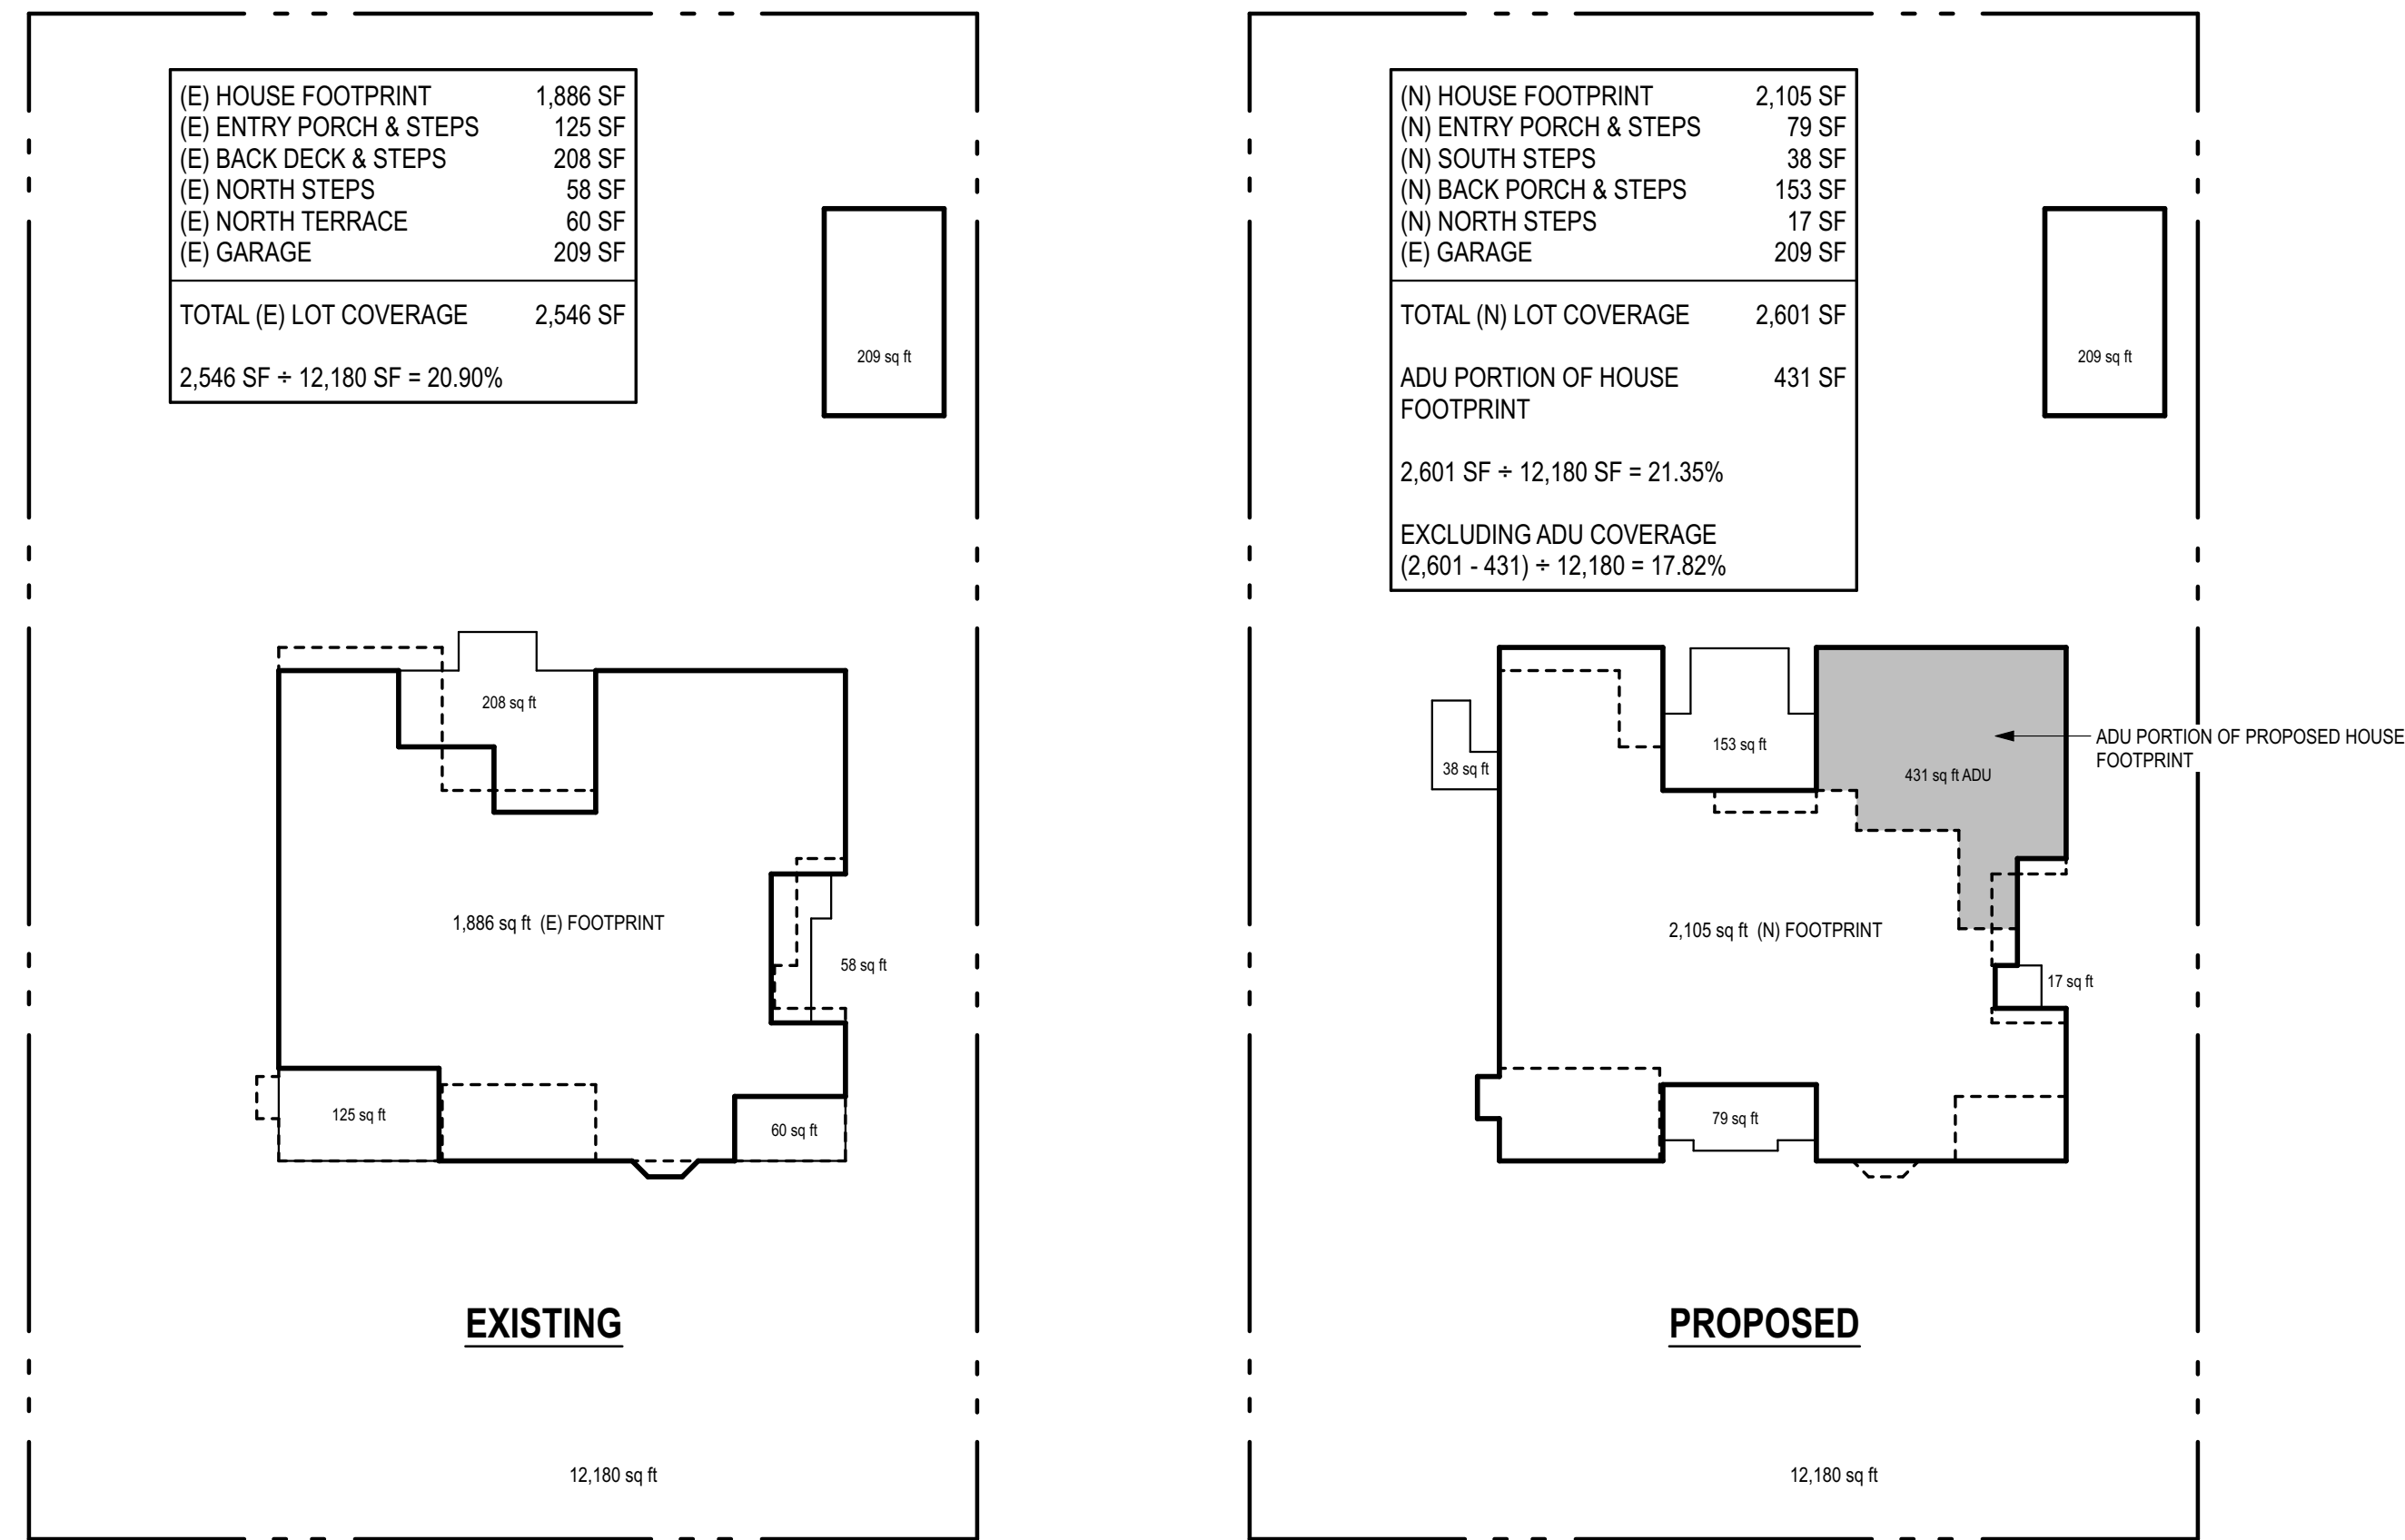 (E) HOUSE FOOTPRINT 1,886 SF
(E) ENTRY PORCH & STEPS 125 SF
(E) BACK DECK & STEPS 208 SF
(E) NORTH STEPS 58 SF
(E) NORTH TERRACE 60 SF
(E) GARAGE 209 SF
TOTAL (E) LOT COVERAGE 2,546 SF
2,546 SF ÷ 12,180 SF = 20.90%
209 sq ft
208 sq ft
1,886 sq ft (E) FOOTPRINT
58 sq ft
125 sq ft
60 sq ft
EXISTING
12,180 sq ft
(N) HOUSE FOOTPRINT 2,105 SF
(N) ENTRY PORCH & STEPS 79 SF
(N) SOUTH STEPS 38 SF
(N) BACK PORCH & STEPS 153 SF
(N) NORTH STEPS 17 SF
(E) GARAGE 209 SF
TOTAL (N) LOT COVERAGE 2,601 SF
ADU PORTION OF HOUSE 431 SF
FOOTPRINT
2,601 SF ÷ 12,180 SF = 21.35%
EXCLUDING ADU COVERAGE
(2,601 - 431) ÷ 12,180 = 17.82%
209 sq ft
153 sq ft
38 sq ft
431 sq ft ADU
ADU PORTION OF PROPOSED HOUSE
FOOTPRINT
2,105 sq ft (N) FOOTPRINT
17 sq ft
79 sq ft
PROPOSED
12,180 sq ft